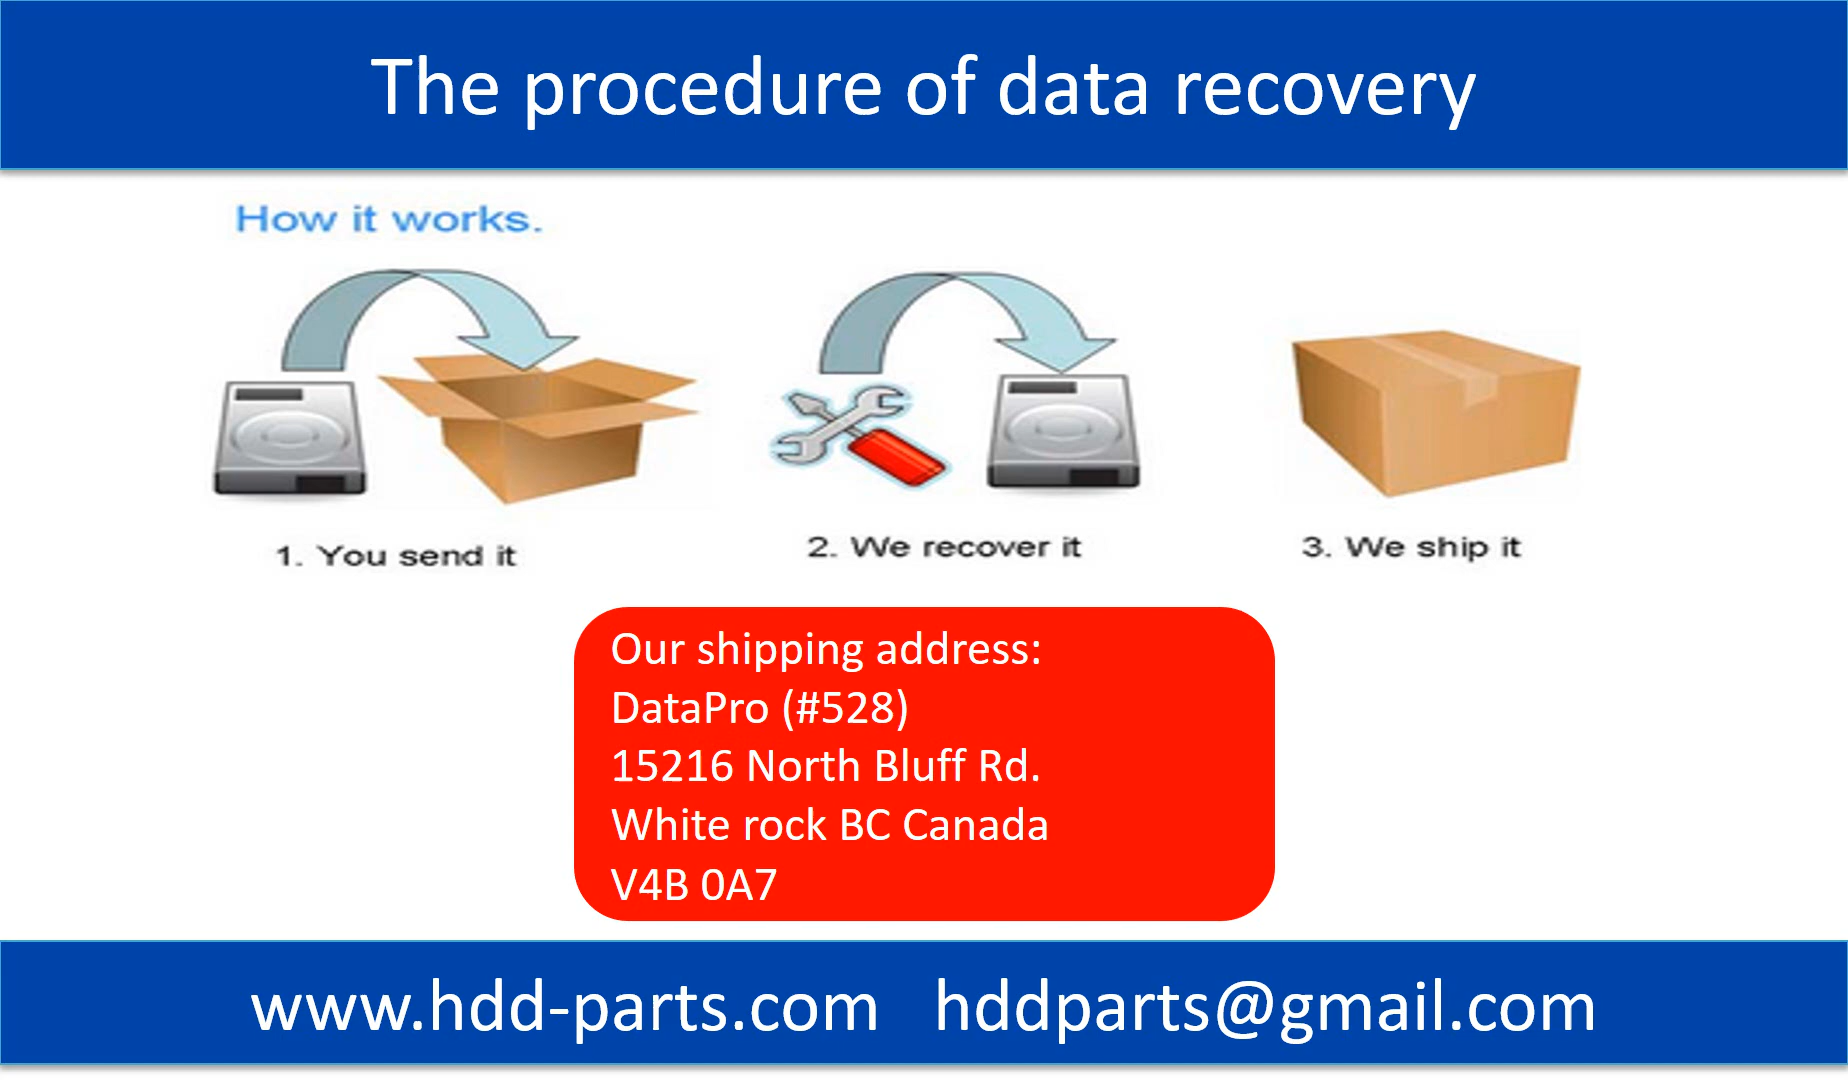 The procedure of data recovery
How it works.
1. You send it
2. We recover it
3. We ship it
Our shipping address:
DataPro (#528)
15216 North Bluff Rd.
White rock BC Canada
V4B 0A7
www.hdd-parts.com hddparts@gmail.com